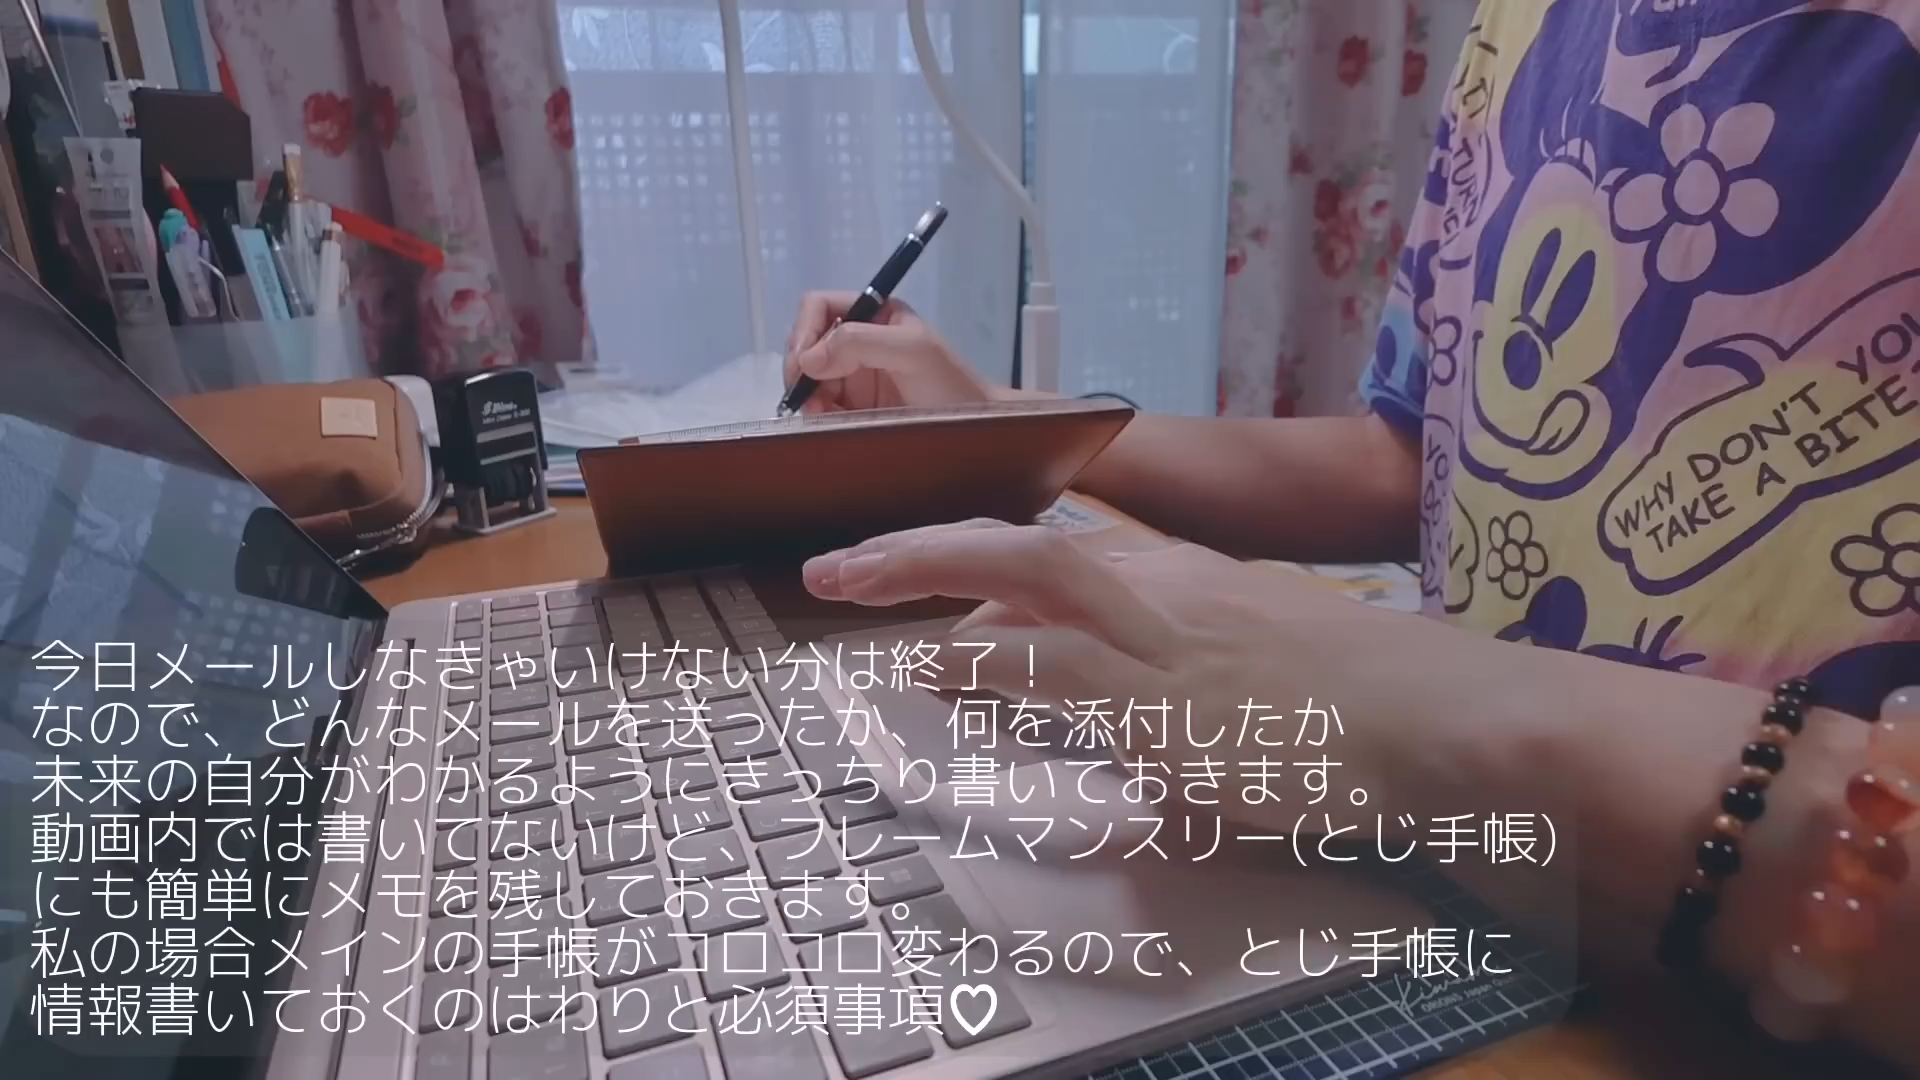 今日メールしなきゃいけない分は終了！
なので、どんなメールを送ったか、何を添付したか
未来の自分がわかるようにきっちり書いておきます。
動画内では書いてないけど、フレームマンスリー(とじ手帳)
にも簡単にメモを残しておきます。
私の場合メインの手帳がコロコロ変わるので、とじ手帳に
情報書いておくのはわりと必須事項♡
WHY DON'T YOU
TAKE A BITE?
Shiny